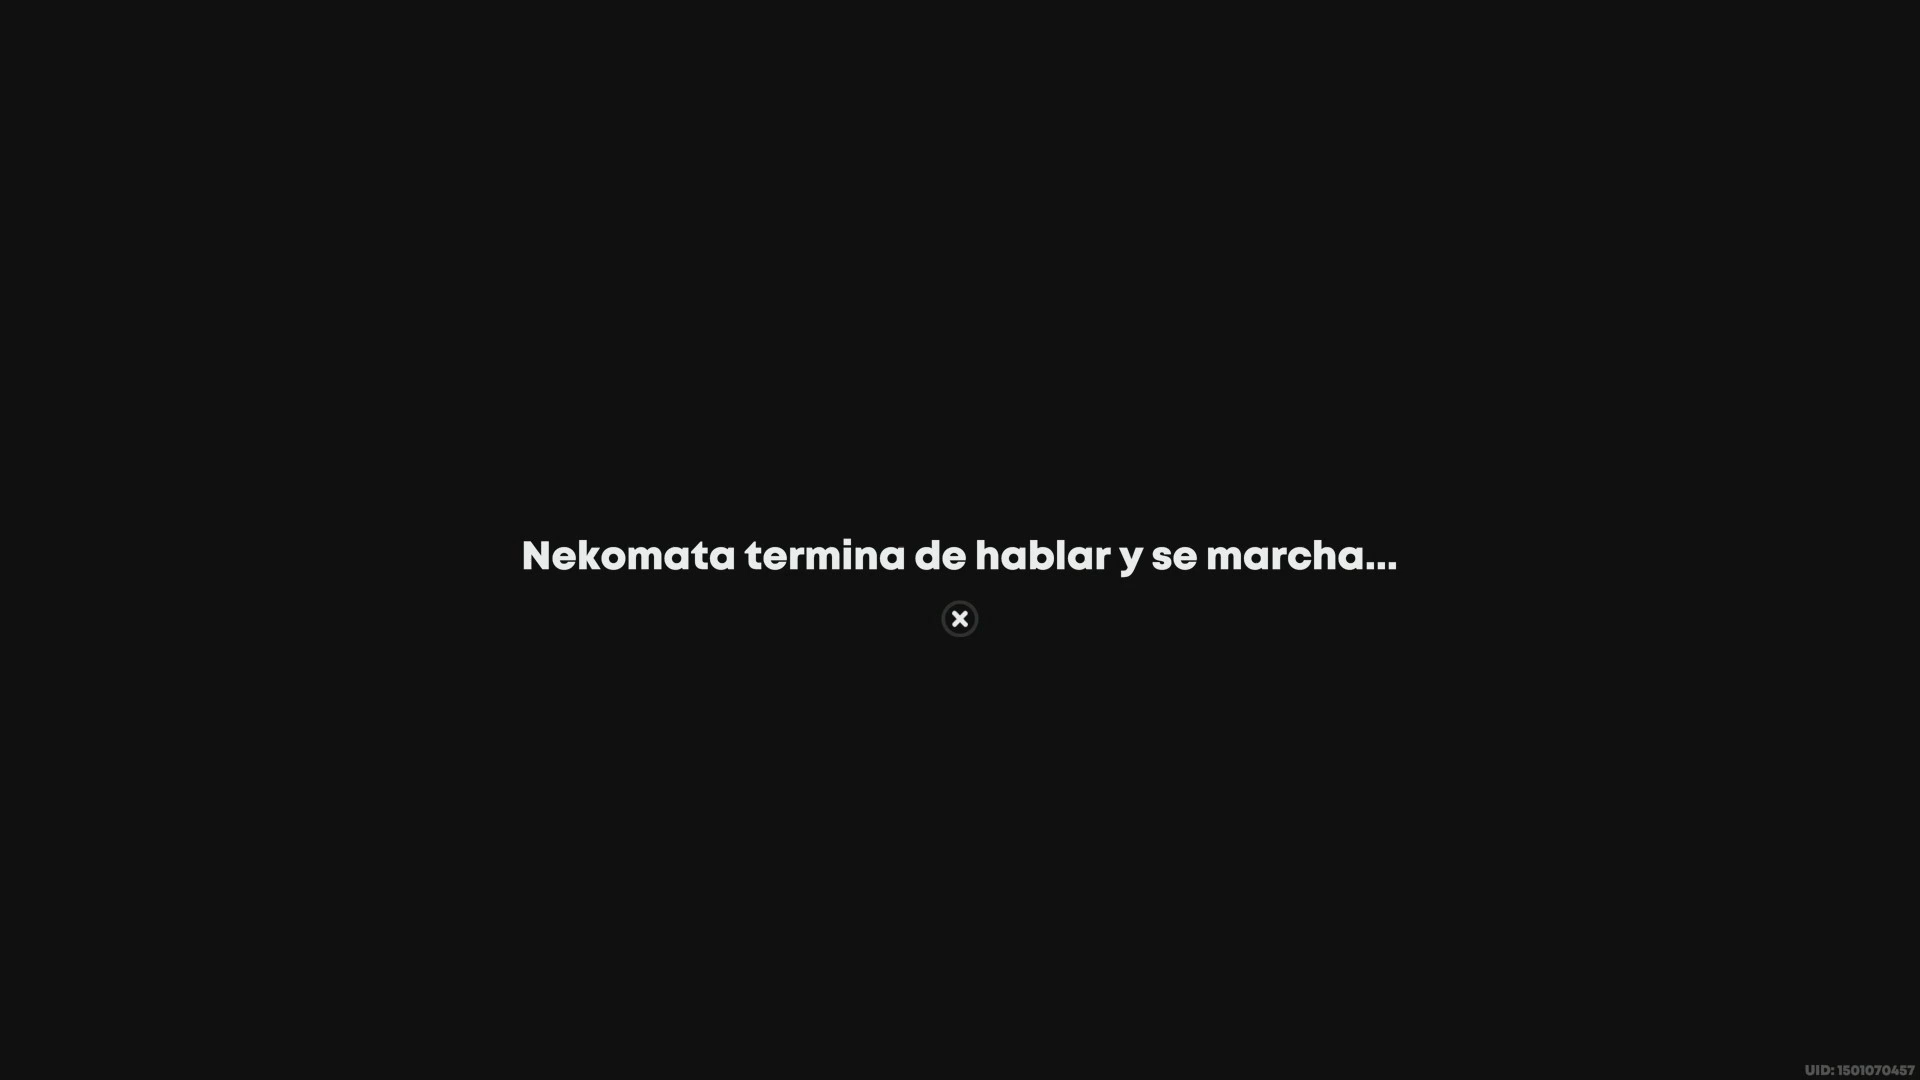 Nekomata termina de hablar y se marcha...
UID: 1501070457